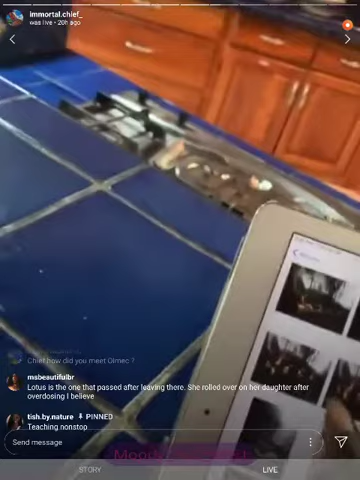 immortal.chief_
was live • 20h ago
Chief how did you meet Olmec ?
msbeautifulbr
Lotus is the one that passed after leaving there. She rolled over on her daughter after
overdosing I believe
tish.by.nature PINNED
Teaching nonstop
Send message
STORY
LIVE